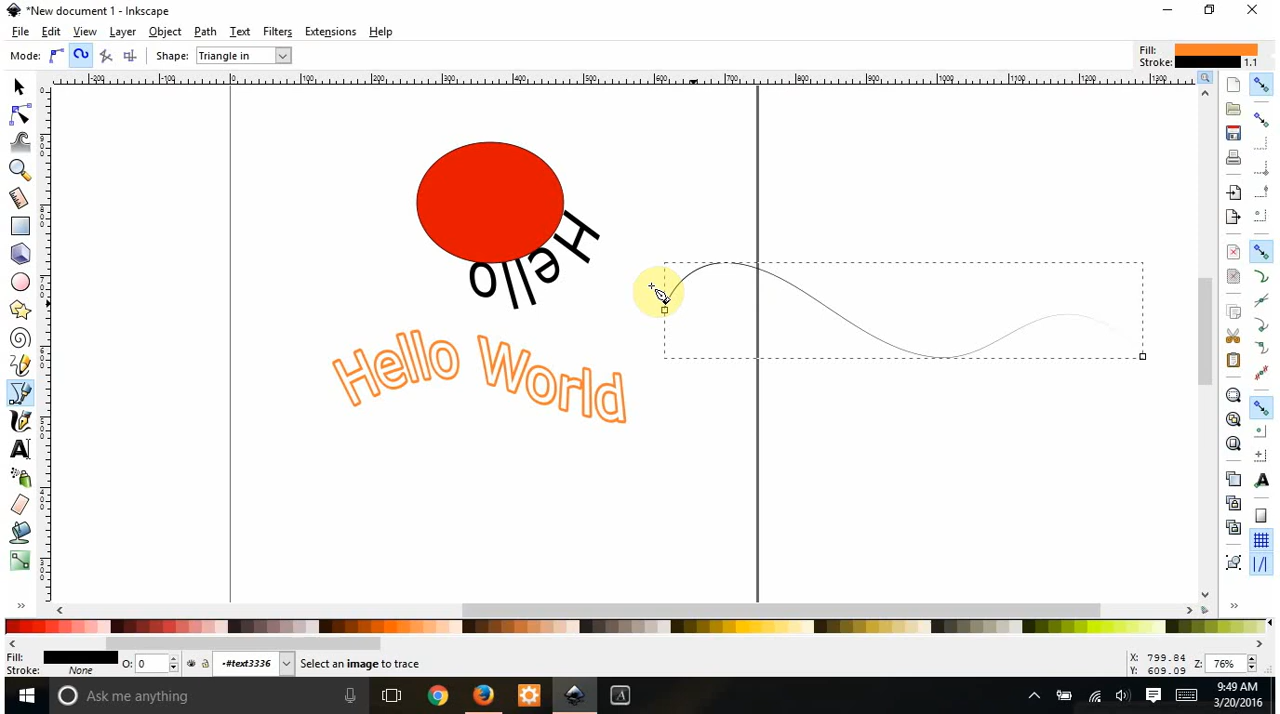 *New document 1 - Inkscape
File Edit View Layer Object Path Text Filters Extensions Help
Mode: Shape: Triangle in
Fill:
Stroke: 1.1
Hello
Hello World
Fill:
Stroke: None
O: 0
•#text3336
Select an image to trace
X: 799.84
Y: 609.09
Z: 76%
Ask me anything
9:49 AM
3/20/2016